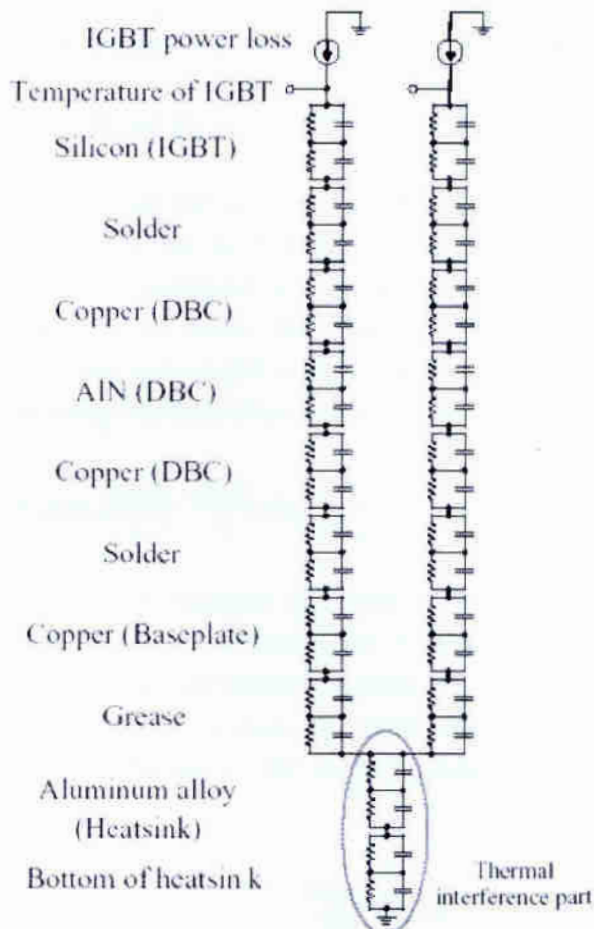 IGBT power loss
Temperature of IGBT
Silicon (IGBT)
Solder
Copper (DBC)
AlN (DBC)
Copper (DBC)
Solder
Copper (Baseplate)
Grease
Aluminum alloy
(Heatsink)
Bottom of heatsin k
Thermal
interference part